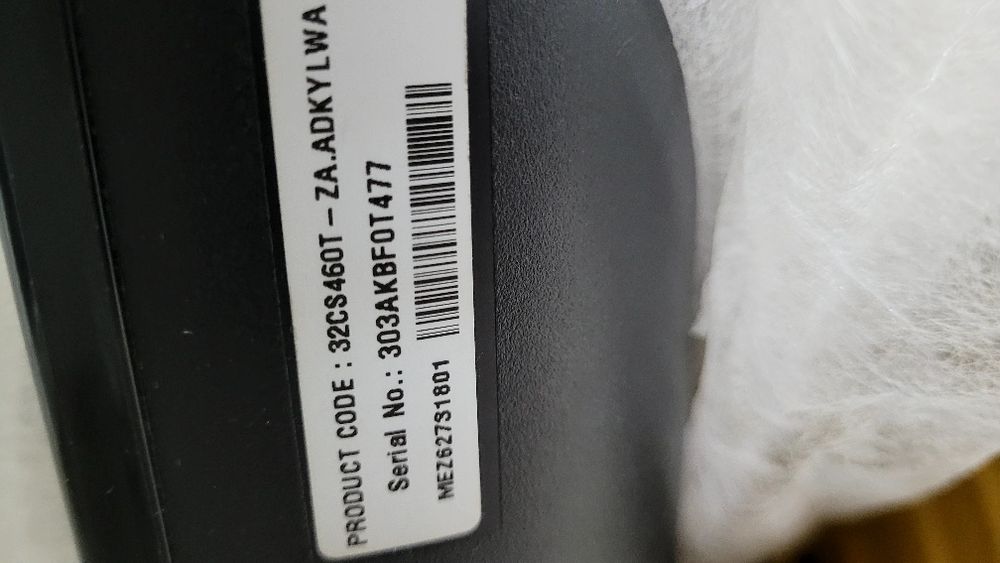 PRODUCT CODE : 32CS460T-ZA.ADKYLWA
Serial No.: 303AKBF0T477
MEZ62731801